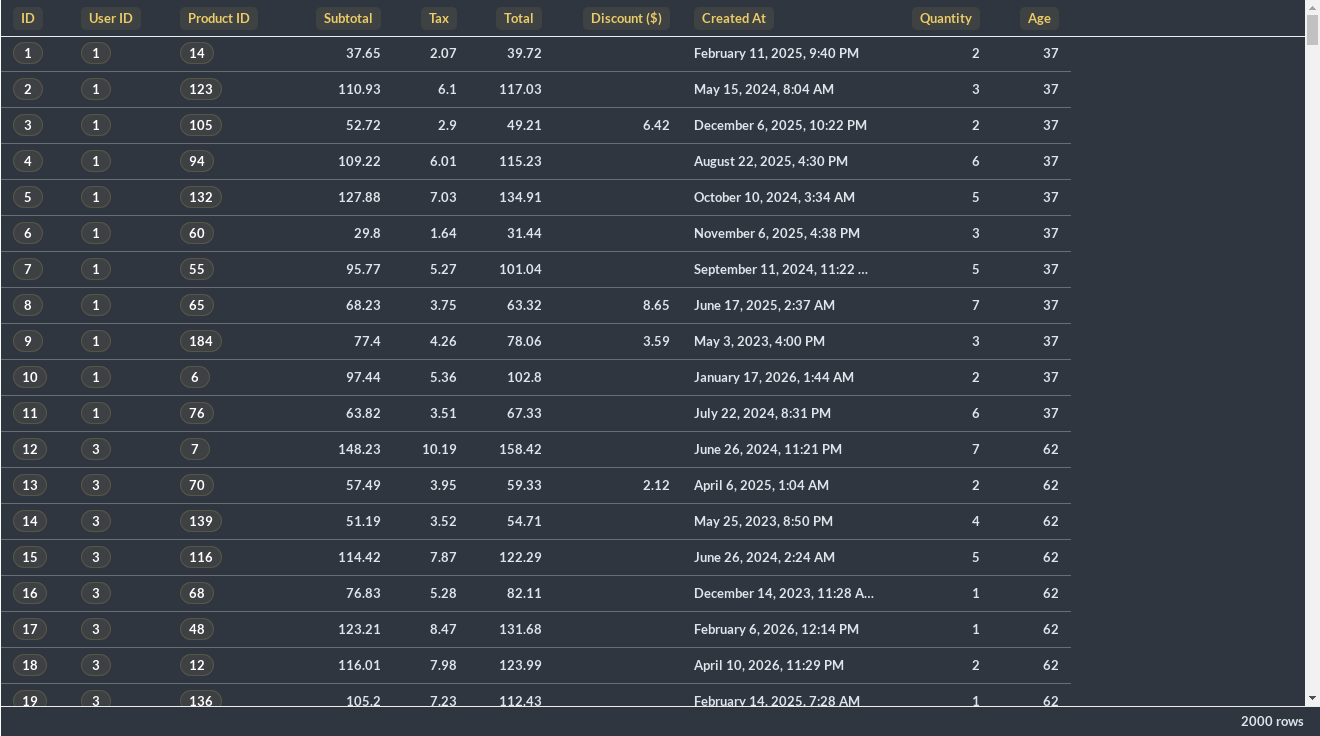 ID User ID Product ID Subtotal Tax Total Discount ($) Created At Quantity Age
1 1 14 37.65 2.07 39.72 February 11, 2025, 9:40 PM 2 37
2 1 123 110.93 6.1 117.03 May 15, 2024, 8:04 AM 3 37
3 1 105 52.72 2.9 49.21 6.42 December 6, 2025, 10:22 PM 2 37
4 1 94 109.22 6.01 115.23 August 22, 2025, 4:30 PM 6 37
5 1 132 127.88 7.03 134.91 October 10, 2024, 3:34 AM 5 37
6 1 60 29.8 1.64 31.44 November 6, 2025, 4:38 PM 3 37
7 1 55 95.77 5.27 101.04 September 11, 2024, 11:22 ... 5 37
8 1 65 68.23 3.75 63.32 8.65 June 17, 2025, 2:37 AM 7 37
9 1 184 77.4 4.26 78.06 3.59 May 3, 2023, 4:00 PM 3 37
10 1 6 97.44 5.36 102.8 January 17, 2026, 1:44 AM 2 37
11 1 76 63.82 3.51 67.33 July 22, 2024, 8:31 PM 6 37
12 3 7 148.23 10.19 158.42 June 26, 2024, 11:21 PM 7 62
13 3 70 57.49 3.95 59.33 2.12 April 6, 2025, 1:04 AM 2 62
14 3 139 51.19 3.52 54.71 May 25, 2023, 8:50 PM 4 62
15 3 116 114.42 7.87 122.29 June 26, 2024, 2:24 AM 5 62
16 3 68 76.83 5.28 82.11 December 14, 2023, 11:28 A... 1 62
17 3 48 123.21 8.47 131.68 February 6, 2026, 12:14 PM 1 62
18 3 12 116.01 7.98 123.99 April 10, 2026, 11:29 PM 2 62
19 3 136 105.2 7.23 112.43 February 14, 2025, 7:28 AM 1 62
2000 rows